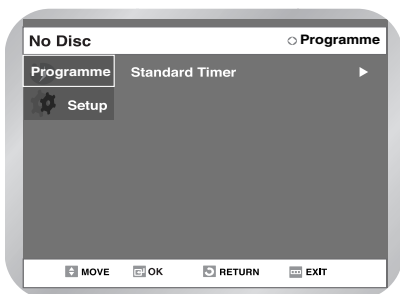 No Disc Programme
Programme Standard Timer ►
Setup
MOVE OK RETURN EXIT